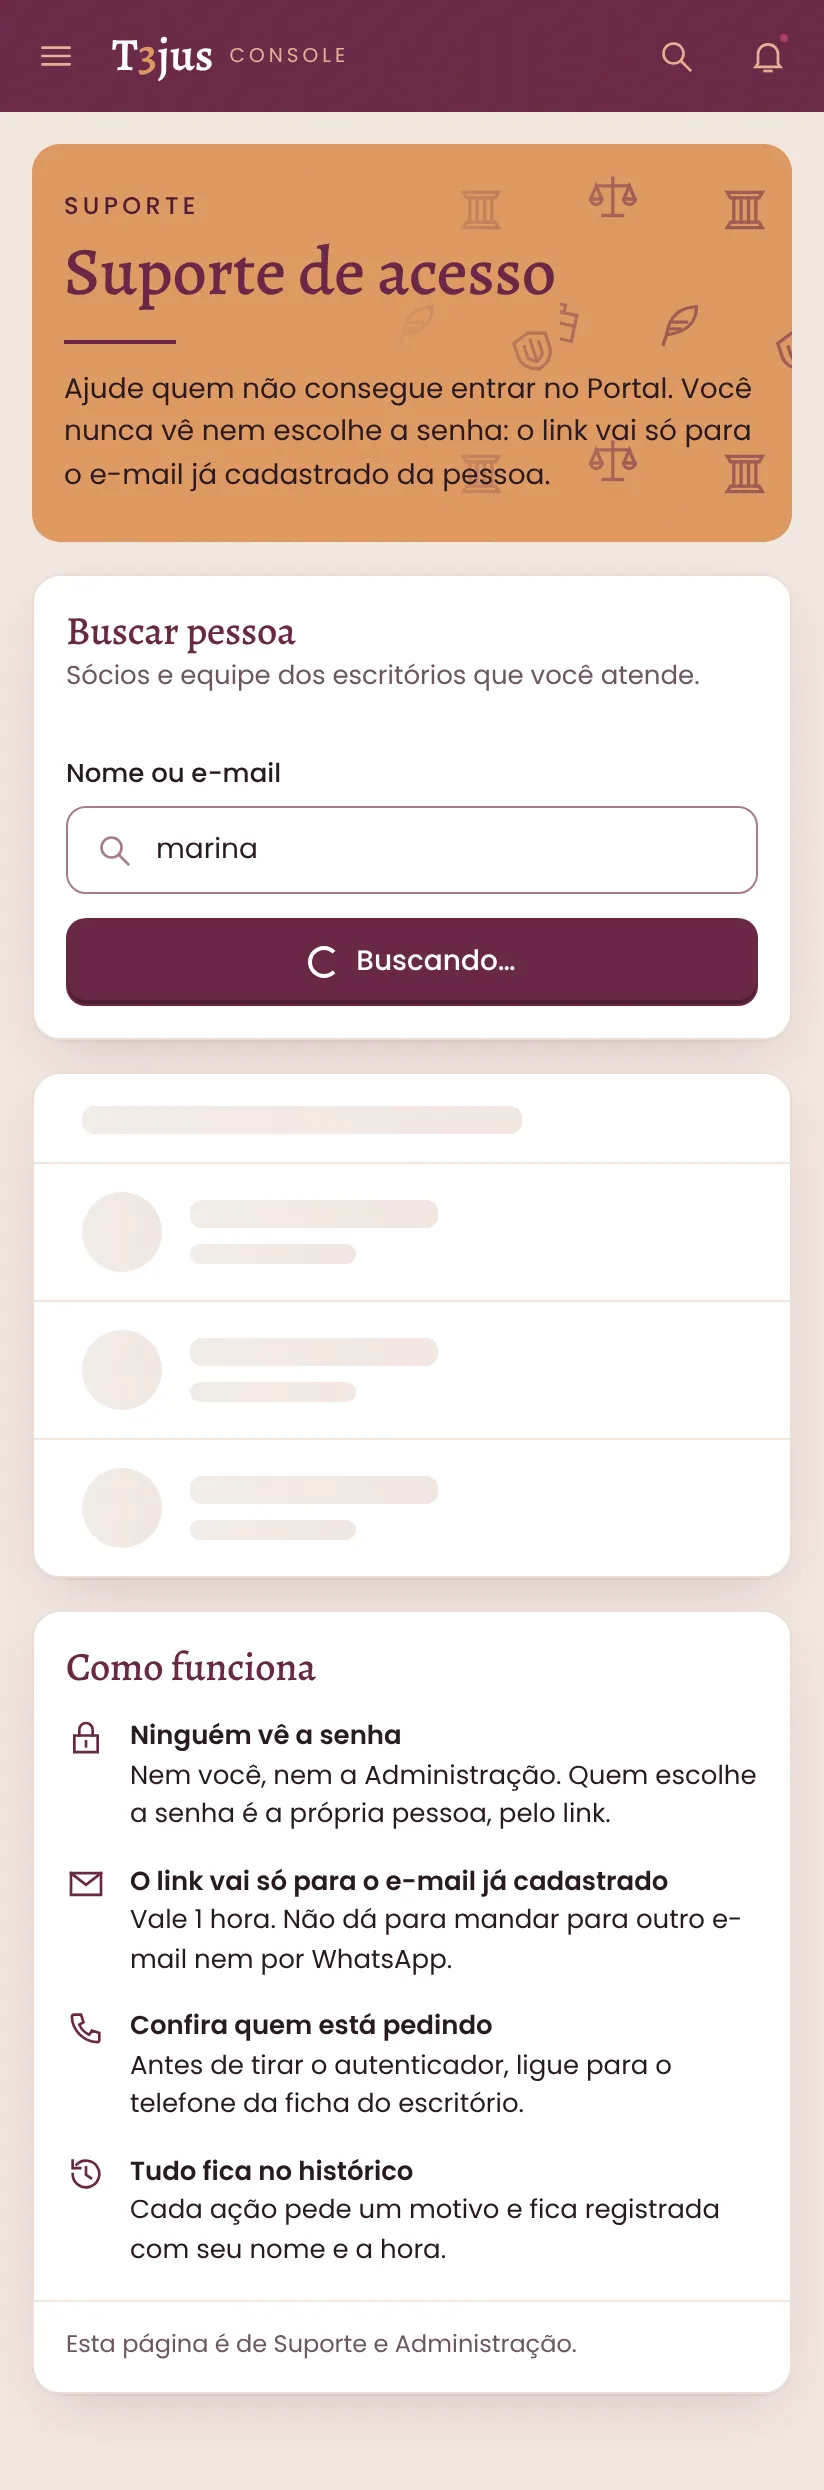 T3jus CONSOLE
SUPORTE
Suporte de acesso
Ajude quem não consegue entrar no Portal. Você
nunca vê nem escolhe a senha: o link vai só para
o e-mail já cadastrado da pessoa.
Buscar pessoa
Sócios e equipe dos escritórios que você atende.
Nome ou e-mail
marina
Buscando...
Como funciona
Ninguém vê a senha
Nem você, nem a Administração. Quem escolhe
a senha é a própria pessoa, pelo link.
O link vai só para o e-mail já cadastrado
Vale 1 hora. Não dá para mandar para outro e-
mail nem por WhatsApp.
Confira quem está pedindo
Antes de tirar o autenticador, ligue para o
telefone da ficha do escritório.
Tudo fica no histórico
Cada ação pede um motivo e fica registrada
com seu nome e a hora.
Esta página é de Suporte e Administração.